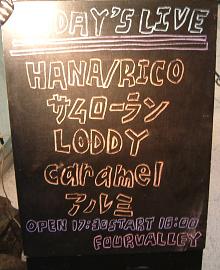 TODAY'S LIVE
HANA/RICO
サムローラン
LODDY
caramel
アルミ
OPEN 17:30 START 18:00
FOURVALLEY